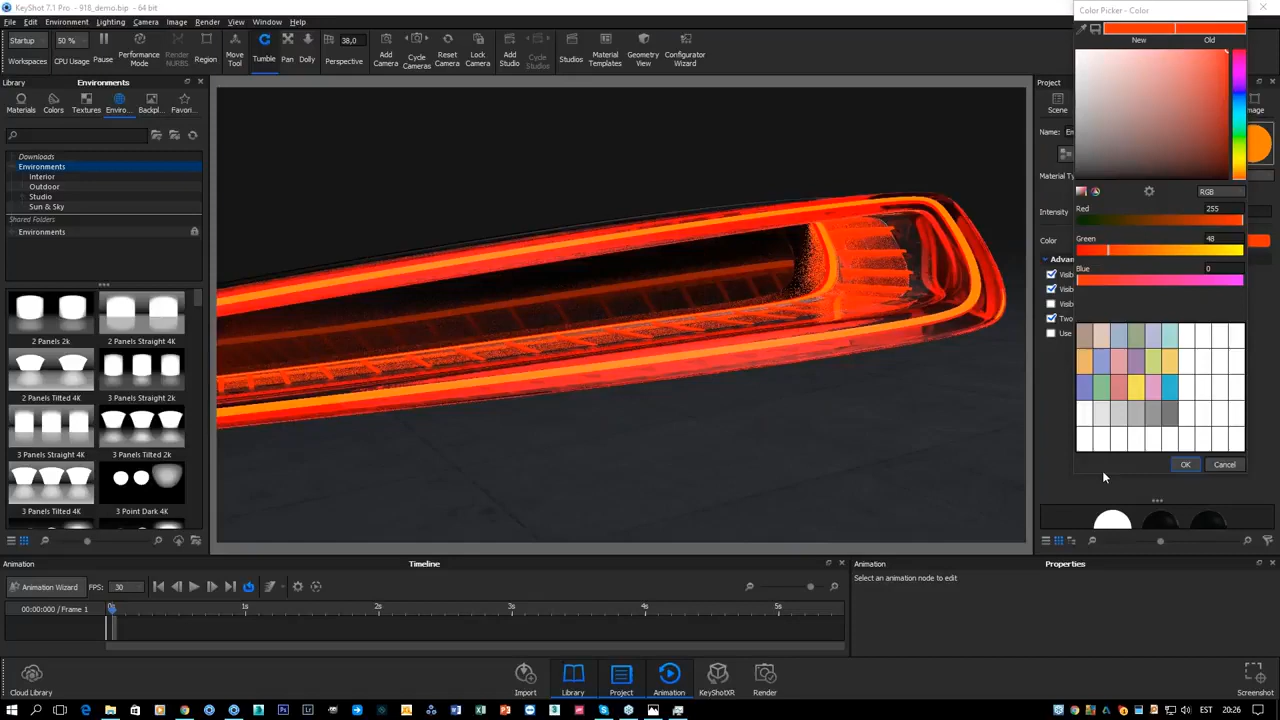 KeyShot 7.1 Pro - 918_demo.bip - 64 bit
File Edit Environment Lighting Camera Image Render View Window Help
Startup
Workspaces
50 %
CPU Usage
Pause
Performance
Mode
Render
NURBS
Region
Move
Tool
Tumble
Pan
Dolly
38,0
Perspective
Add
Camera
Cycle
Cameras
Reset
Camera
Lock
Camera
Add
Studio
Cycle
Studios
Studios
Material
Templates
Geometry
View
Configurator
Wizard
Library
Environments
Materials Colors Textures Enviro... Backpl... Favori...
Downloads
Environments
Interior
Outdoor
Studio
Sun & Sky
Shared Folders
Environments
2 Panels 2k
2 Panels Straight 4K
2 Panels Tilted 4K
3 Panels Straight 2k
3 Panels Straight 4K
3 Panels Tilted 2k
3 Panels Tilted 4K
3 Point Dark 4K
Project
Scene
Image
Name:
Material Ty
Intensity
Color
Advan
Visib
Visib
Visib
Two
Use
Color Picker - Color
New
Old
RGB
Red
255
Green
48
Blue
0
OK
Cancel
Animation
Timeline
Animation Wizard
FPS:
30
00:00:000 / Frame 1
0s 1s 2s 3s 4s 5s
Animation
Properties
Select an animation node to edit
Cloud Library
Import
Library
Project
Animation
KeyShotXR
Render
Screenshot
EST
20:26